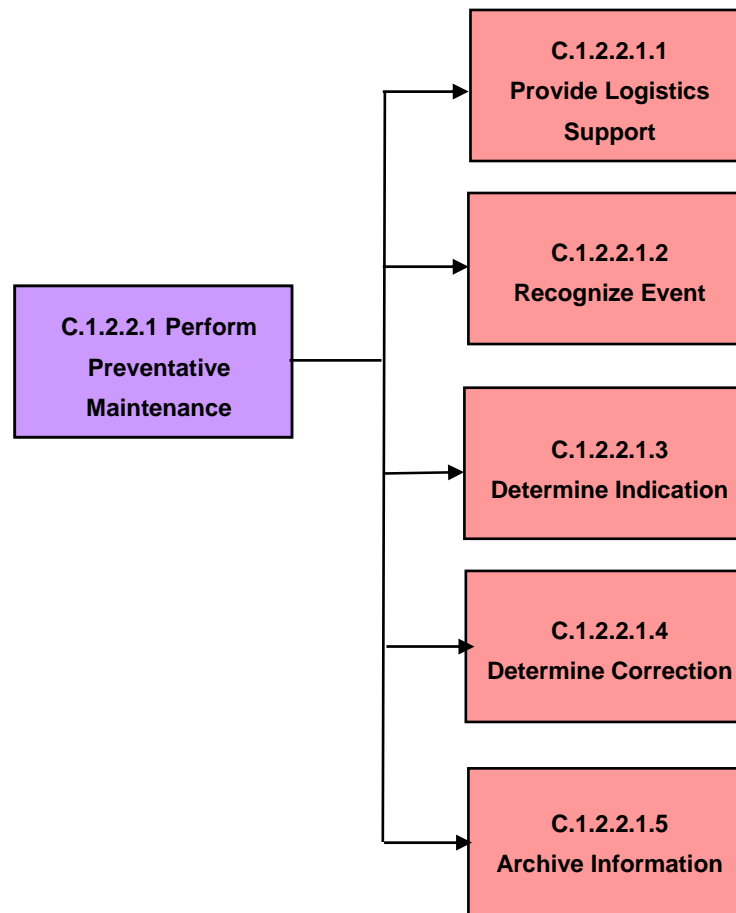 C.1.2.2.1.1
Provide Logistics
Support
C.1.2.2.1.2
Recognize Event
C.1.2.2.1 Perform
Preventative
Maintenance
C.1.2.2.1.3
Determine Indication
C.1.2.2.1.4
Determine Correction
C.1.2.2.1.5
Archive Information